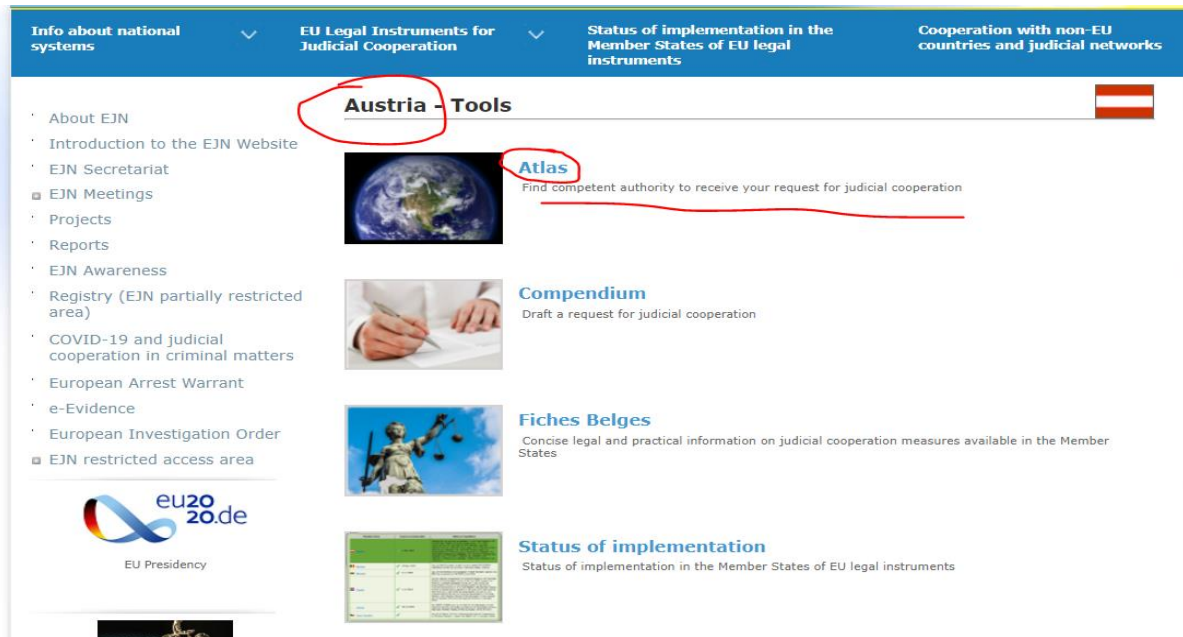 Info about national
systems
EU Legal Instruments for
Judicial Cooperation
Status of implementation in the
Member States of EU legal
instruments
Cooperation with non-EU
countries and judicial networks
About EJN
Introduction to the EJN Website
EJN Secretariat
EJN Meetings
Projects
Reports
EJN Awareness
Registry (EJN partially restricted
area)
COVID-19 and judicial
cooperation in criminal matters
European Arrest Warrant
e-Evidence
European Investigation Order
EJN restricted access area
eu20
20.de
EU Presidency
Austria - Tools
Atlas
Find competent authority to receive your request for judicial cooperation
Compendium
Draft a request for judicial cooperation
Fiches Belges
Concise legal and practical information on judicial cooperation measures available in the Member
States
Status of implementation
Status of implementation in the Member States of EU legal instruments